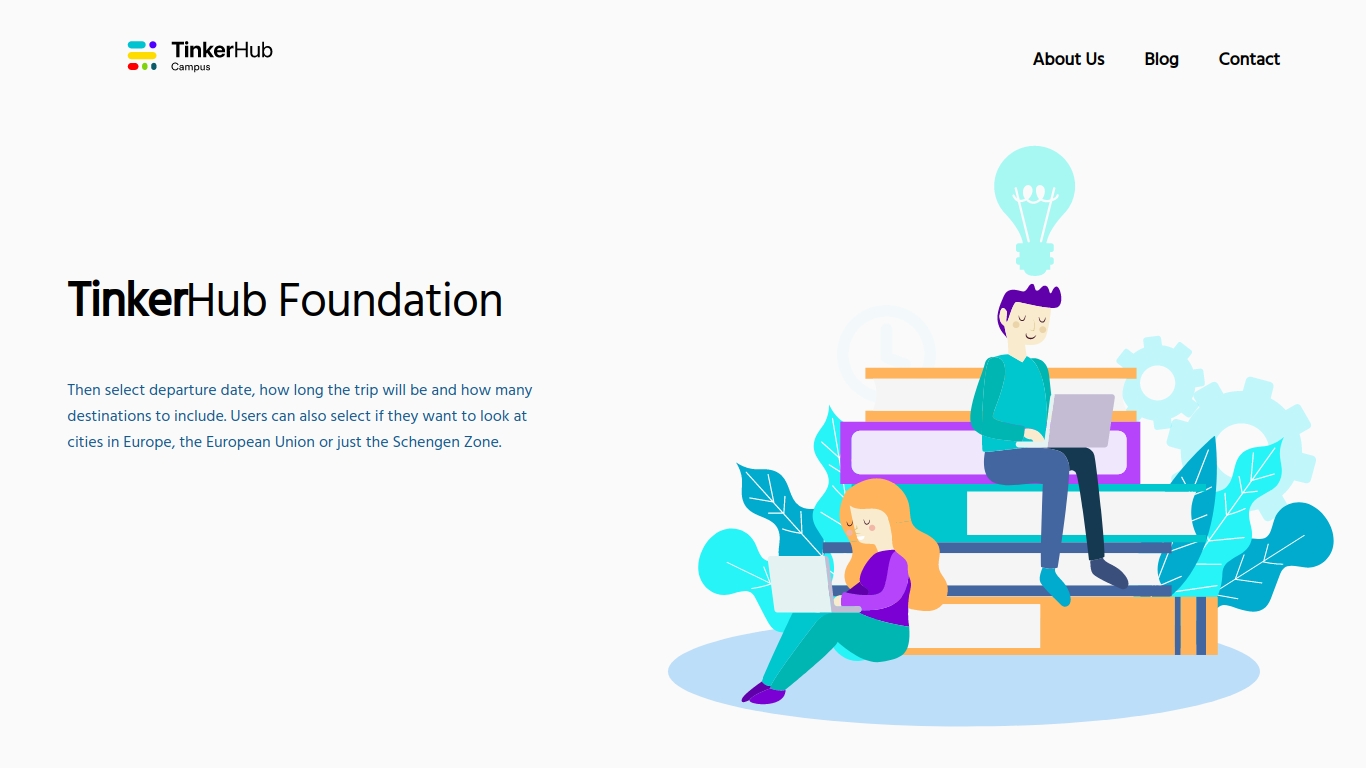 TinkerHub
Campus
About Us Blog Contact
TinkerHub Foundation
Then select departure date, how long the trip will be and how many
destinations to include. Users can also select if they want to look at
cities in Europe, the European Union or just the Schengen Zone.